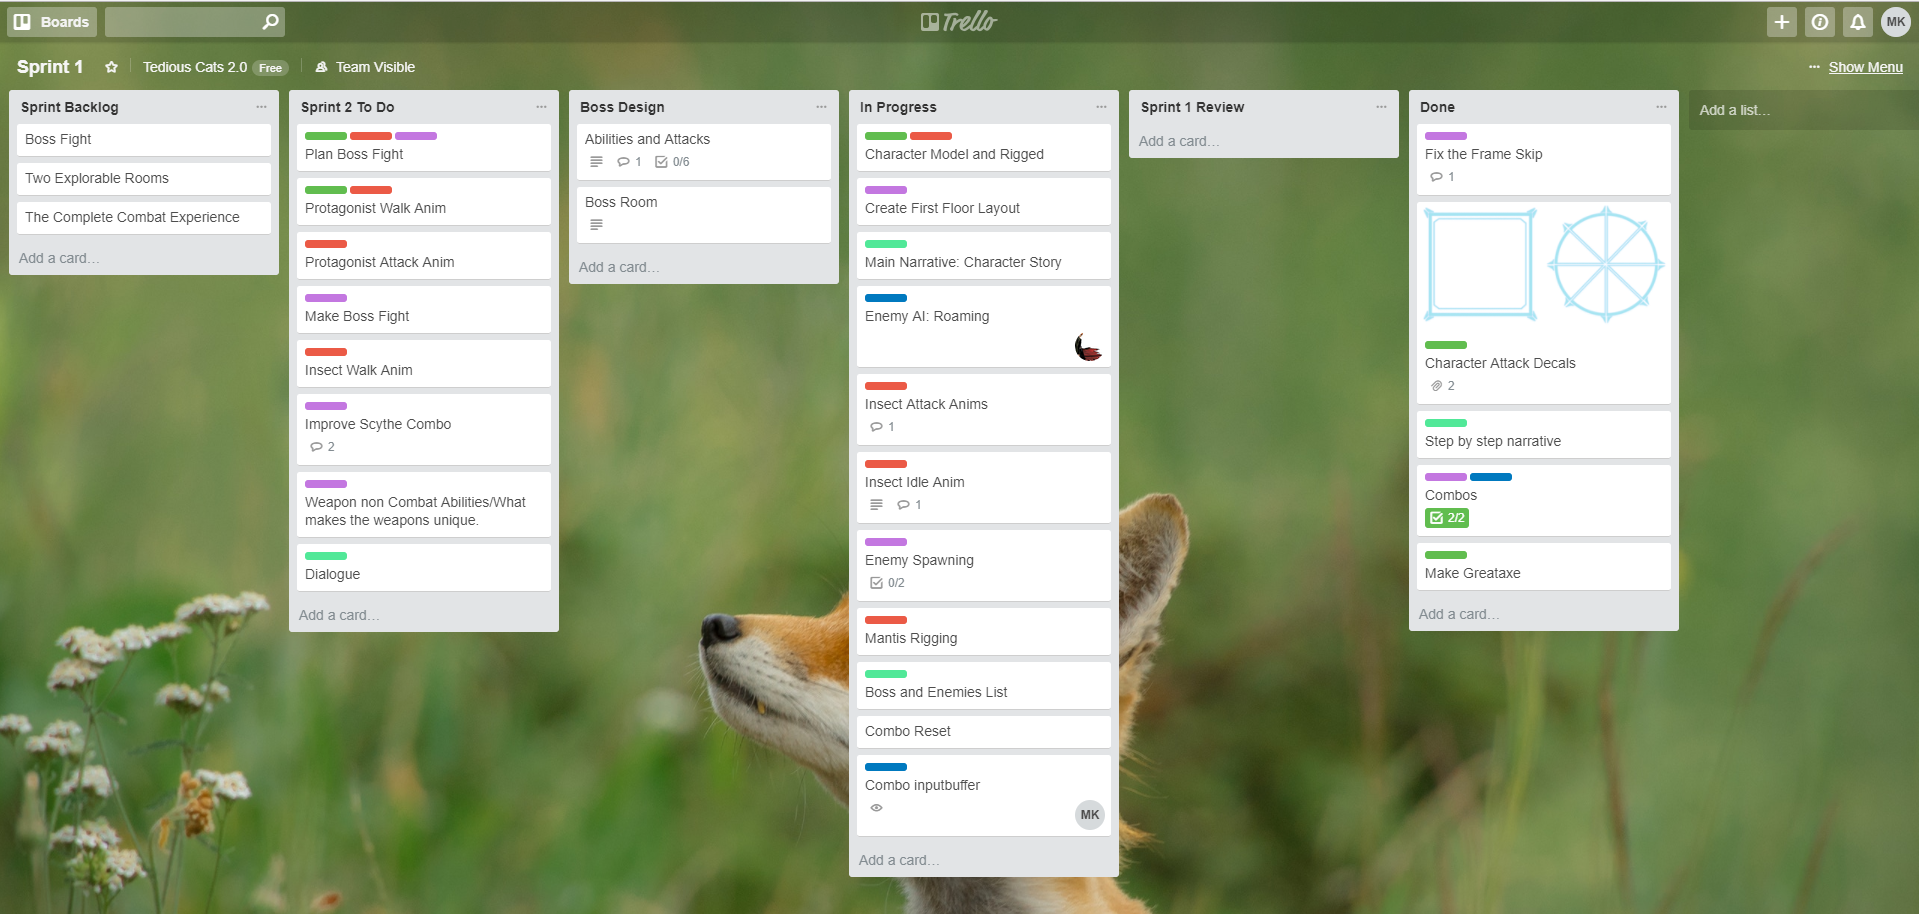 Boards
Trello
MK
Sprint 1
Tedious Cats 2.0 Free
Team Visible
Show Menu
Sprint Backlog
Boss Fight
Two Explorable Rooms
The Complete Combat Experience
Add a card…
Sprint 2 To Do
Plan Boss Fight
Protagonist Walk Anim
Protagonist Attack Anim
Make Boss Fight
Insect Walk Anim
Improve Scythe Combo
2
Weapon non Combat Abilities/What
makes the weapons unique.
Dialogue
Add a card…
Boss Design
Abilities and Attacks
1 0/6
Boss Room
Add a card…
In Progress
Character Model and Rigged
Create First Floor Layout
Main Narrative: Character Story
Enemy AI: Roaming
Insect Attack Anims
1
Insect Idle Anim
1
Enemy Spawning
0/2
Mantis Rigging
Boss and Enemies List
Combo Reset
Combo inputbuffer
MK
Add a card…
Sprint 1 Review
Add a card…
Done
Fix the Frame Skip
1
Character Attack Decals
2
Step by step narrative
Combos
2/2
Make Greataxe
Add a card…
Add a list…